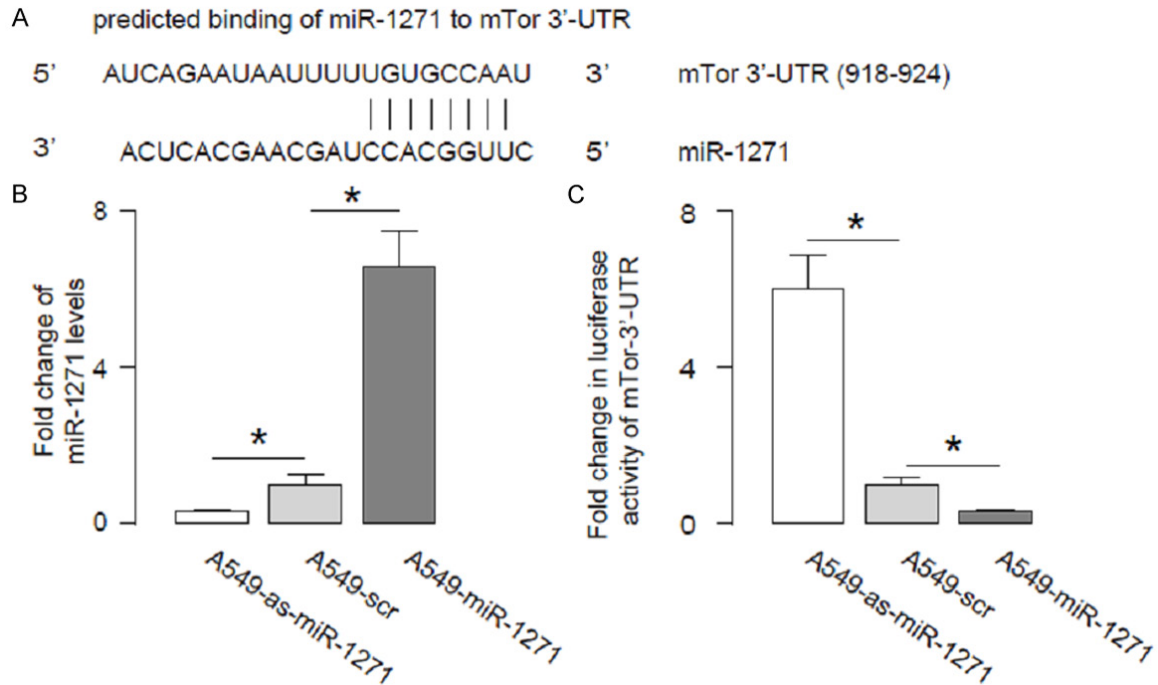 A
predicted binding of miR-1271 to mTor 3'-UTR
5' AUCAGAAUAAUUUUUGUGCCAAU 3' mTor 3'-UTR (918-924)
3' ACUCACGAACGAUCCACGGUUC 5' miR-1271
B
8
4
0
Fold change of
miR-1271 levels
*
*
A549-as-miR-1271
A549-scr
A549-miR-1271
C
8
4
0
Fold change in luciferase
activity of mTor-3'-UTR
*
*
A549-as-miR-1271
A549-scr
A549-miR-1271